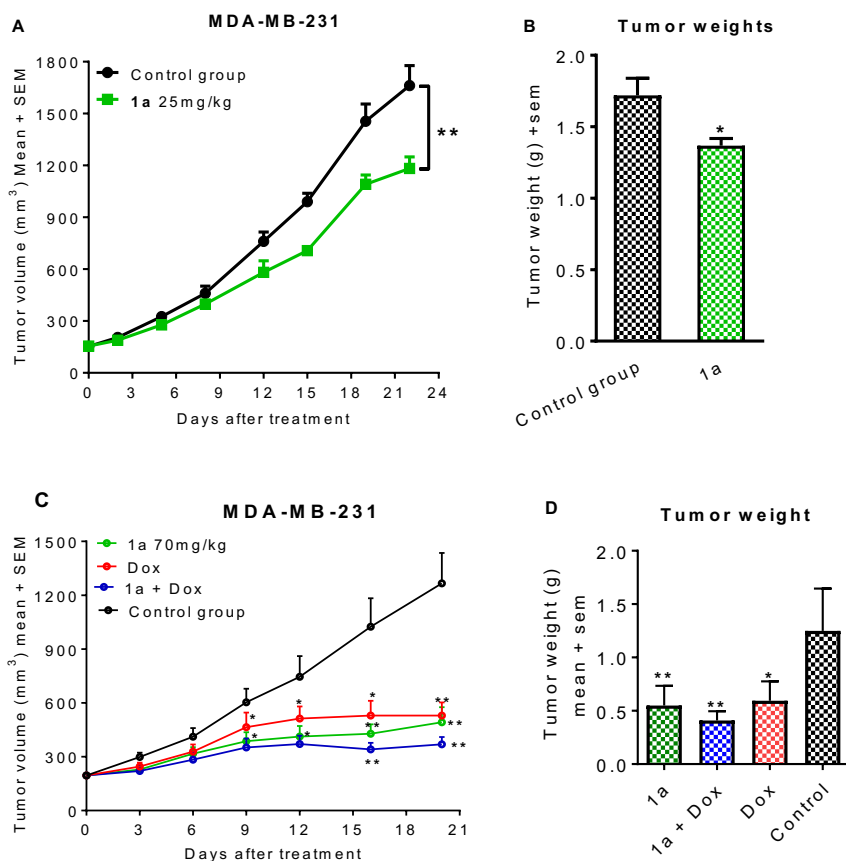 A
MDA-MB-231
Tumor volume (mm3) Mean + SEM
1800
1500
1200
900
600
300
0
Control group
1a 25mg/kg
**
0 3 6 9 12 15 18 21 24
Days after treatment
B
Tumor weights
Tumor weight (g) +sem
2.0
1.5
1.0
0.5
0.0
*
Control group
1a
C
MDA-MB-231
Tumor volume (mm3) mean + SEM
1500
1200
900
600
300
0
1a 70mg/kg
Dox
1a + Dox
Control group
* * * **
* * ** **
** **
0 3 6 9 12 15 18 21
Days after treatment
D
Tumor weight
Tumor weight (g)
mean + sem
2.0
1.5
1.0
0.5
0.0
** ** *
1a
1a + Dox
Dox
Control